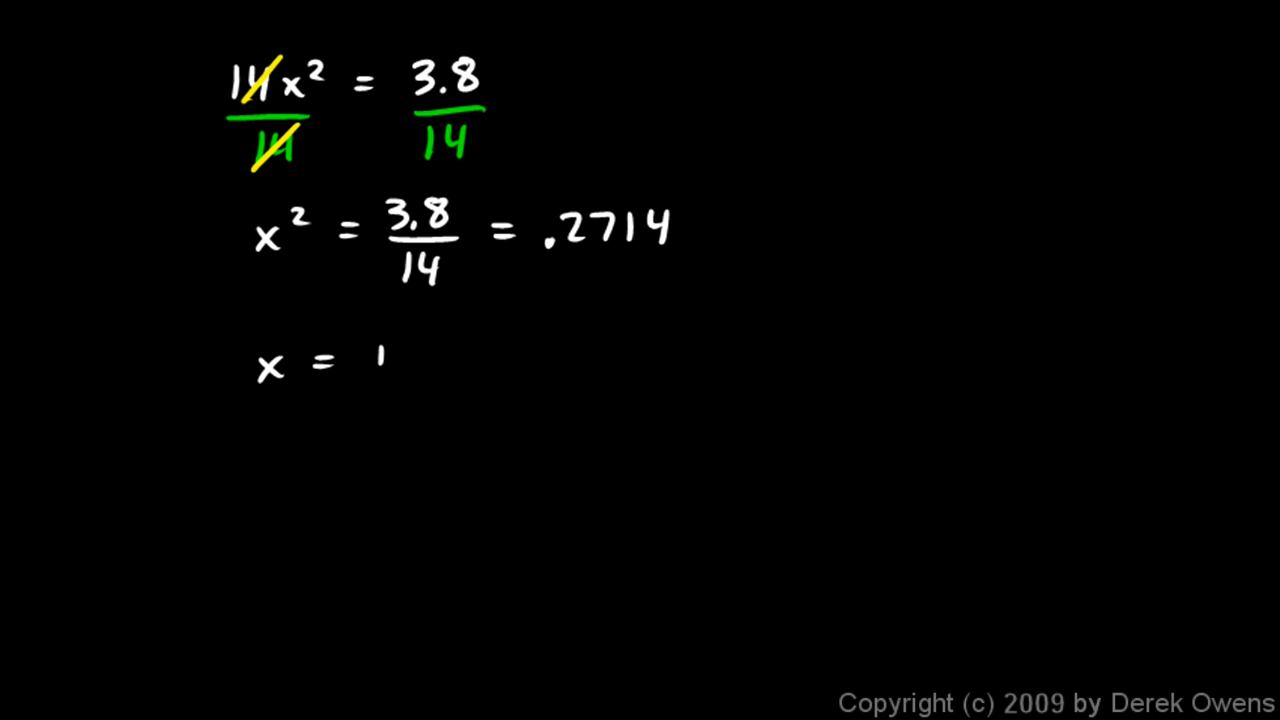 14x² = 3.8
14 14
x² = 3.8/14 = .2714
x =
Copyright (c) 2009 by Derek Owens